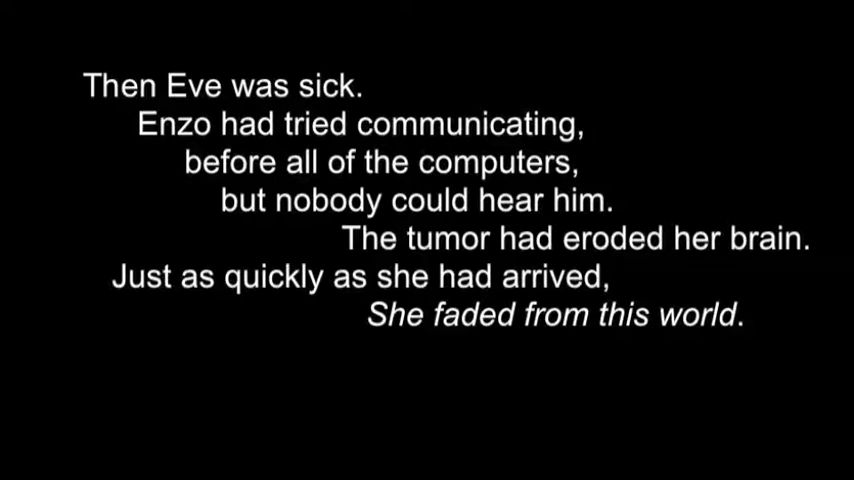 Then Eve was sick.
Enzo had tried communicating,
before all of the computers,
but nobody could hear him.
The tumor had eroded her brain.
Just as quickly as she had arrived,
She faded from this world.